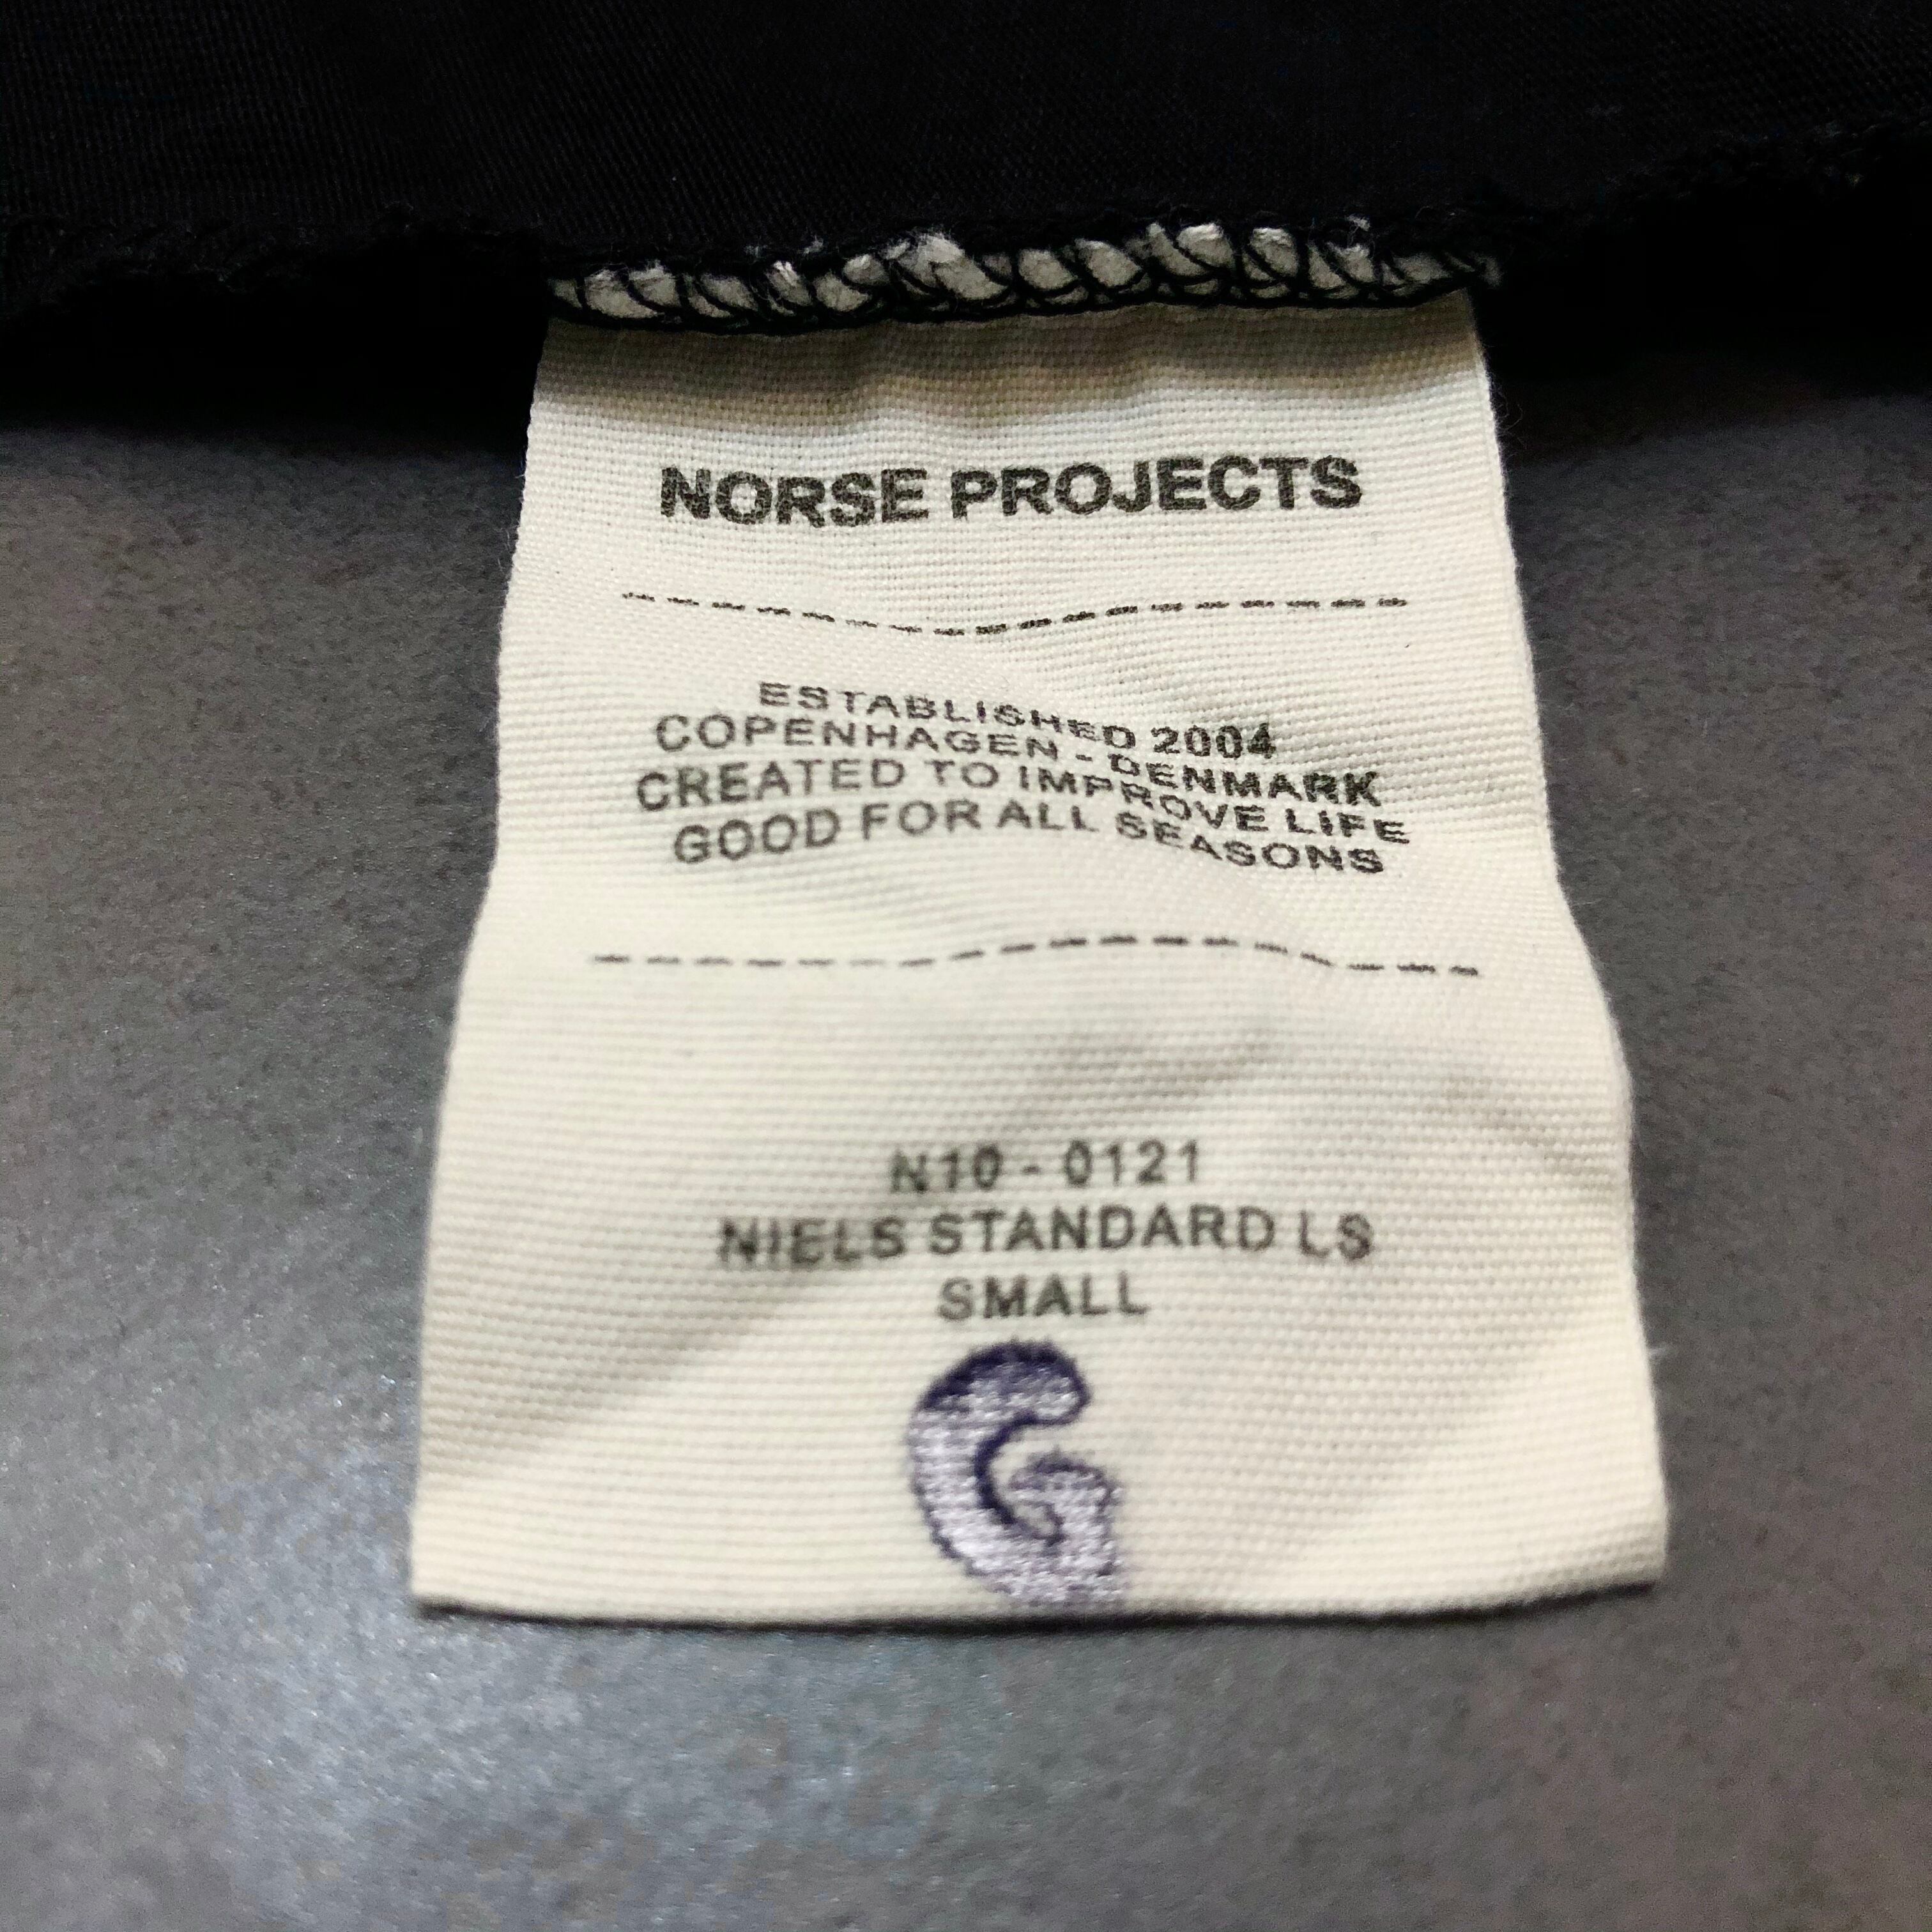 NORSE PROJECTS
ESTABLISHED 2004
COPENHAGEN - DENMARK
CREATED TO IMPROVE LIFE
GOOD FOR ALL SEASONS
N10 - 0121
NIELS STANDARD LS
SMALL
G